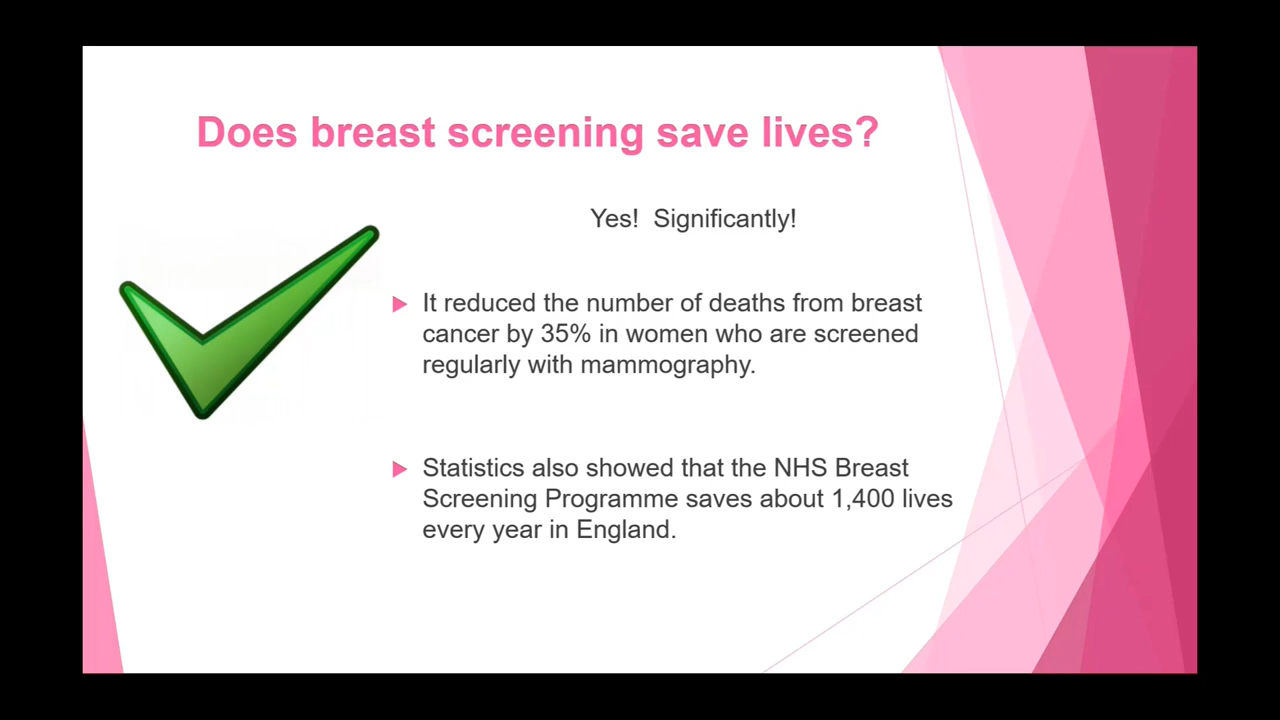 Does breast screening save lives?
Yes!  Significantly!
It reduced the number of deaths from breast
cancer by 35% in women who are screened
regularly with mammography.
Statistics also showed that the NHS Breast
Screening Programme saves about 1,400 lives
every year in England.